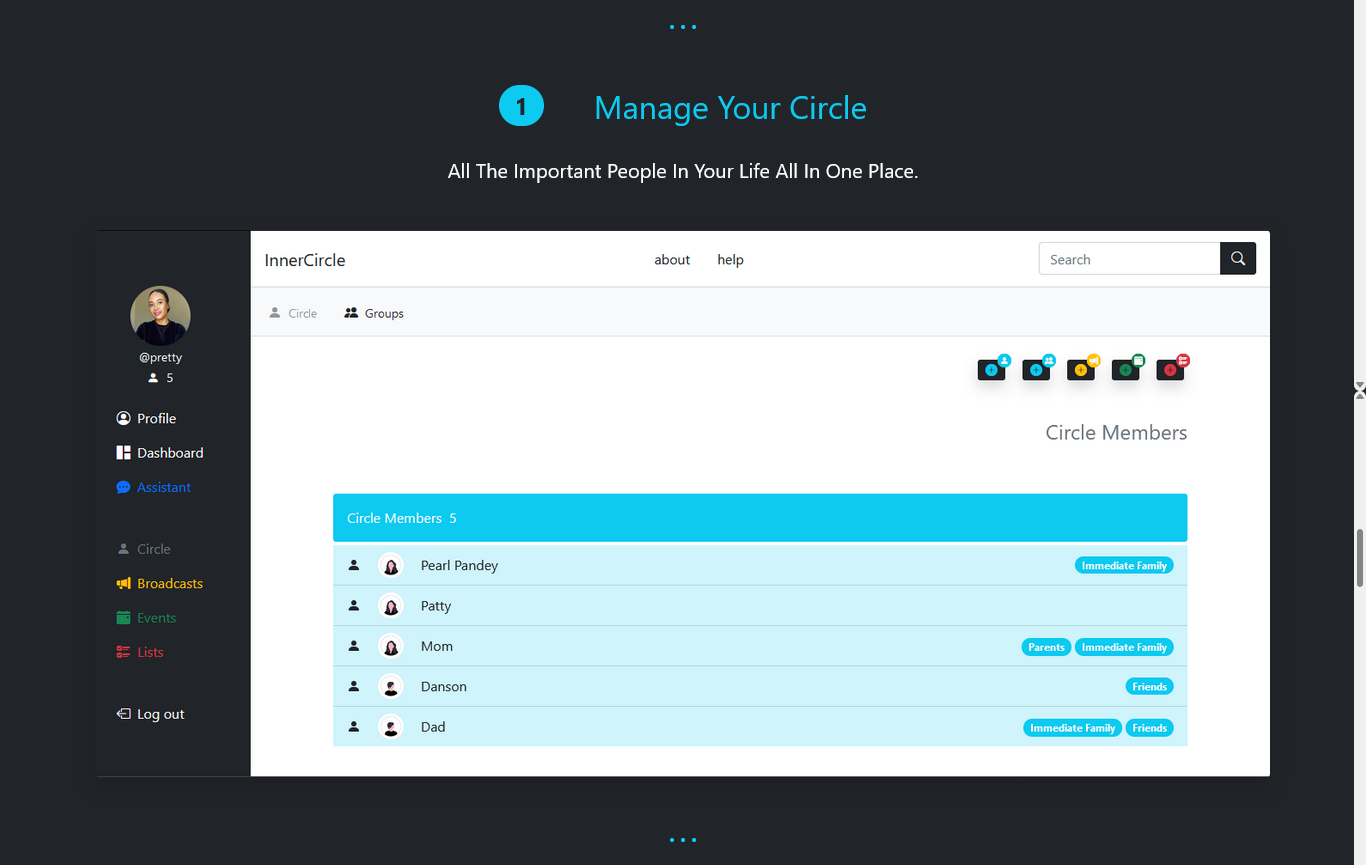 1 Manage Your Circle
All The Important People In Your Life All In One Place.
InnerCircle about help Search
Circle Groups
@pretty
5
Profile
Dashboard
Assistant
Circle
Broadcasts
Events
Lists
Log out
Circle Members
Circle Members 5
Pearl Pandey Immediate Family
Patty
Mom Parents Immediate Family
Danson Friends
Dad Immediate Family Friends